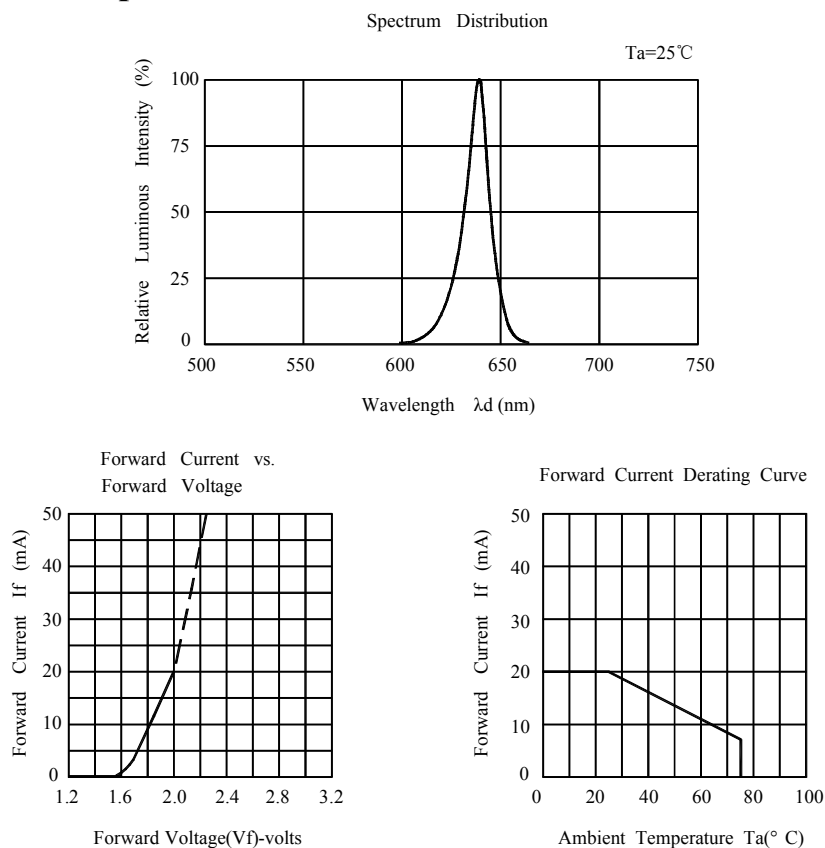 Spectrum Distribution
Ta=25℃
Relative Luminous Intensity (%)
100
75
50
25
0
500 550 600 650 700 750
Wavelength λd (nm)
Forward Current vs.
Forward Voltage
Forward Current If (mA)
50
40
30
20
10
0
1.2 1.6 2.0 2.4 2.8 3.2
Forward Voltage(Vf)-volts
Forward Current Derating Curve
Forward Current If (mA)
50
40
30
20
10
0
0 20 40 60 80 100
Ambient Temperature Ta(° C)